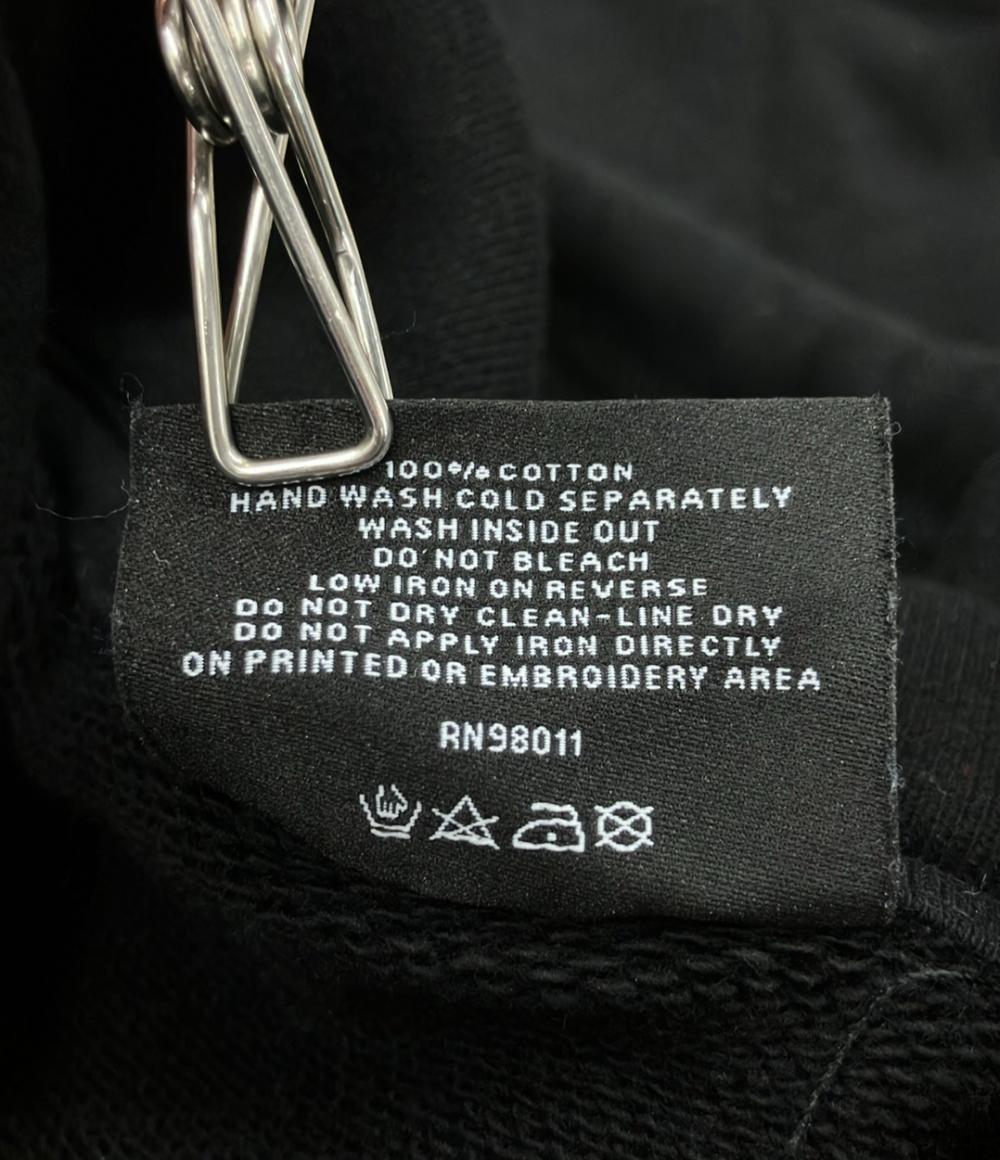 100% COTTON
HAND WASH COLD SEPARATELY
WASH INSIDE OUT
DO NOT BLEACH
LOW IRON ON REVERSE
DO NOT DRY CLEAN-LINE DRY
DO NOT APPLY IRON DIRECTLY
ON PRINTED OR EMBROIDERY AREA
RN98011